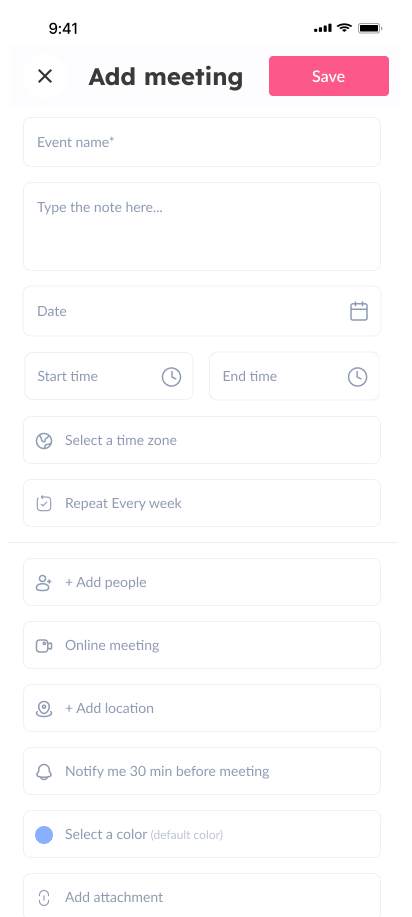 9:41
Add meeting
Save
Event name*
Type the note here...
Date
Start time
End time
Select a time zone
Repeat Every week
+ Add people
Online meeting
+ Add location
Notify me 30 min before meeting
Select a color (default color)
Add attachment